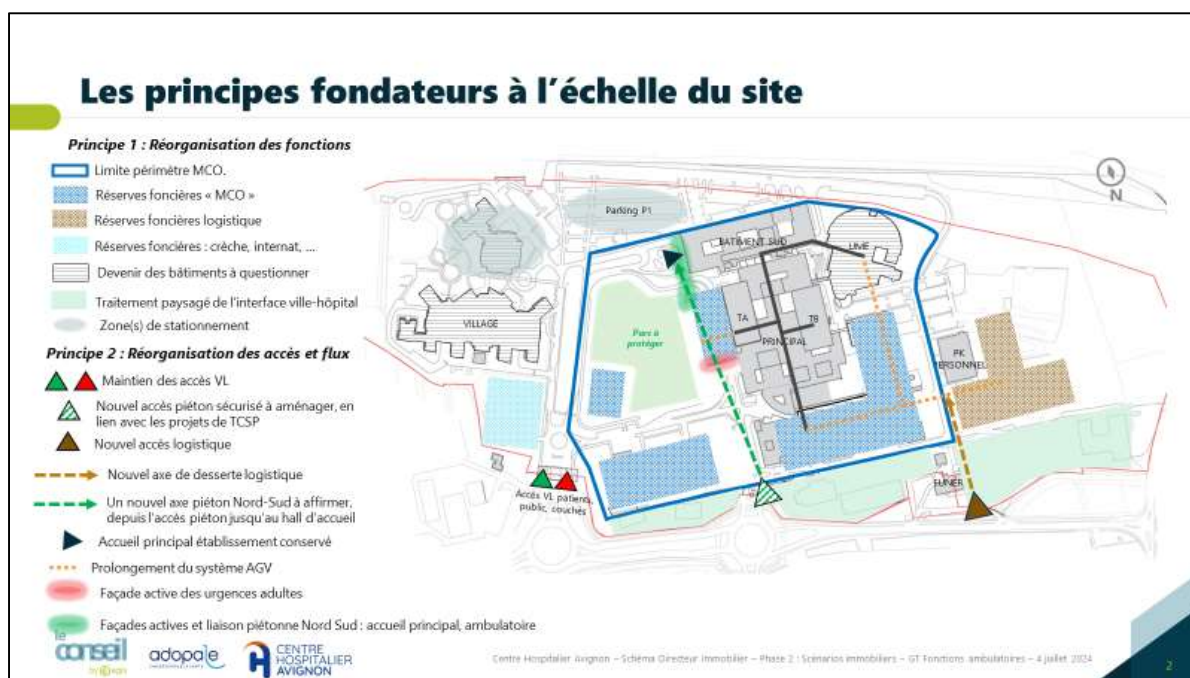 Les principes fondateurs à l'échelle du site
Principe 1 : Réorganisation des fonctions
Limite périmètre MCO.
Réserves foncières « MCO »
Réserves foncières logistique
Réserves foncières : crèche, internat, ...
Devenir des bâtiments à questionner
Traitement paysagé de l'interface ville-hôpital
Zone(s) de stationnement
Principe 2 : Réorganisation des accès et flux
Maintien des accès VL
Nouvel accès piéton sécurisé à aménager, en
lien avec les projets de TCSP
Nouvel accès logistique
Nouvel axe de desserte logistique
Un nouvel axe piéton Nord-Sud à affirmer,
depuis l'accès piéton jusqu'au hall d'accueil
Accueil principal établissement conservé
Prolongement du système AGV
Façade active des urgences adultes
Façades actives et liaison piétonne Nord Sud : accueil principal, ambulatoire
N
Parking P1
BATIMENT SUD
UME
VILLAGE
Parc à
protéger
TA
TB
PRINCIPAL
PK
PERSONNEL
FUNER
Accès VL patients,
public, couchés
le
conseil
adopale
CENTRE
HOSPITALIER
AVIGNON
Centre Hospitalier Avignon – Schéma Directeur Immobilier – Phase 2 : Scénarios immobiliers – GT Fonctions ambulatoires – 4 juillet 2024
2